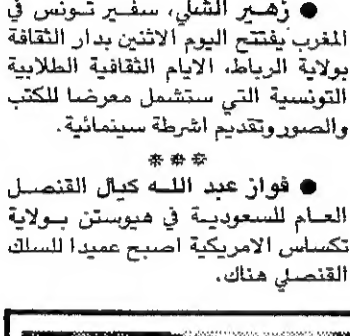 ● زهير الشلي، سفير تونس في
المغرب يفتتح اليوم الاثنين بدار الثقافة
بولاية الرباط، الايام الثقافية الطلابية
التونسية التي ستشمل معرضا للكتب
والصور وتقديم اشرطة سينمائية.
***
● فواز عبد الله كيال القنصل
العام للسعودية في هيوستن بولاية
تكساس الامريكية اصبح عميدا للسلك
القنصلي هناك.